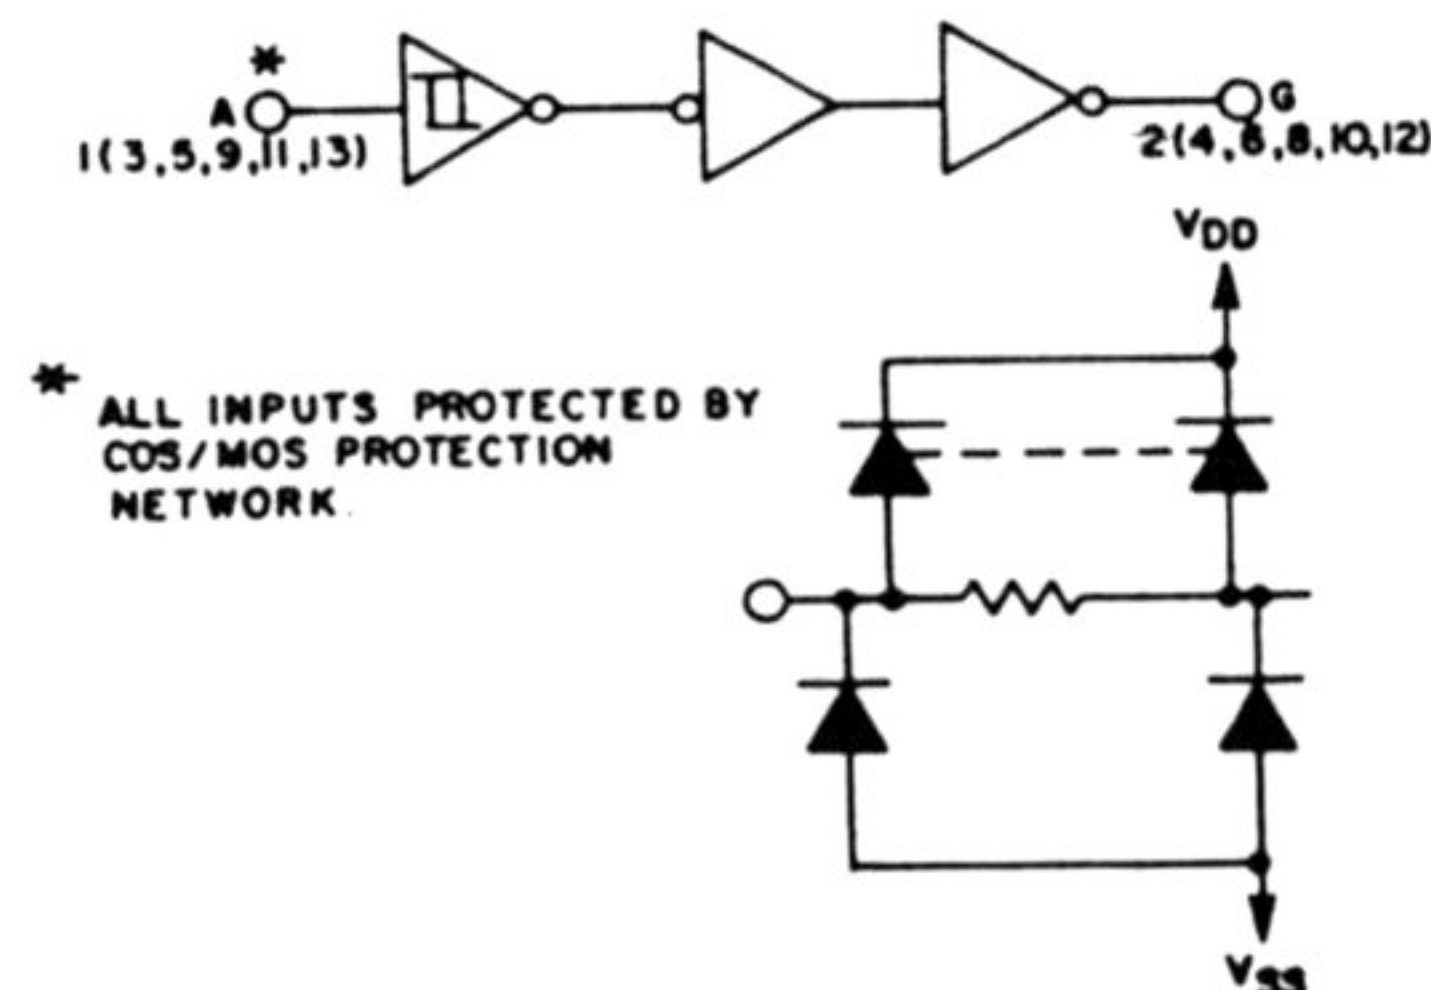 *
A
G
1(3,5,9,11,13)
2(4,6,8,10,12)
VDD
* ALL INPUTS PROTECTED BY
COS/MOS PROTECTION
NETWORK.
VSS